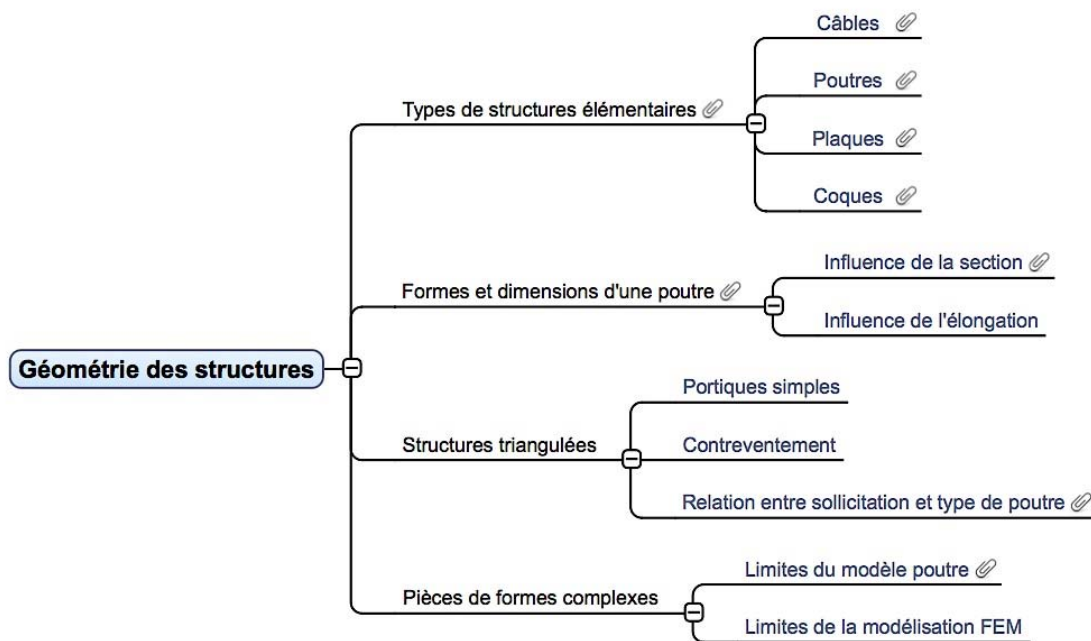 Géométrie des structures
Types de structures élémentaires
Câbles
Poutres
Plaques
Coques
Formes et dimensions d'une poutre
Influence de la section
Influence de l'élongation
Structures triangulées
Portiques simples
Contreventement
Relation entre sollicitation et type de poutre
Pièces de formes complexes
Limites du modèle poutre
Limites de la modélisation FEM